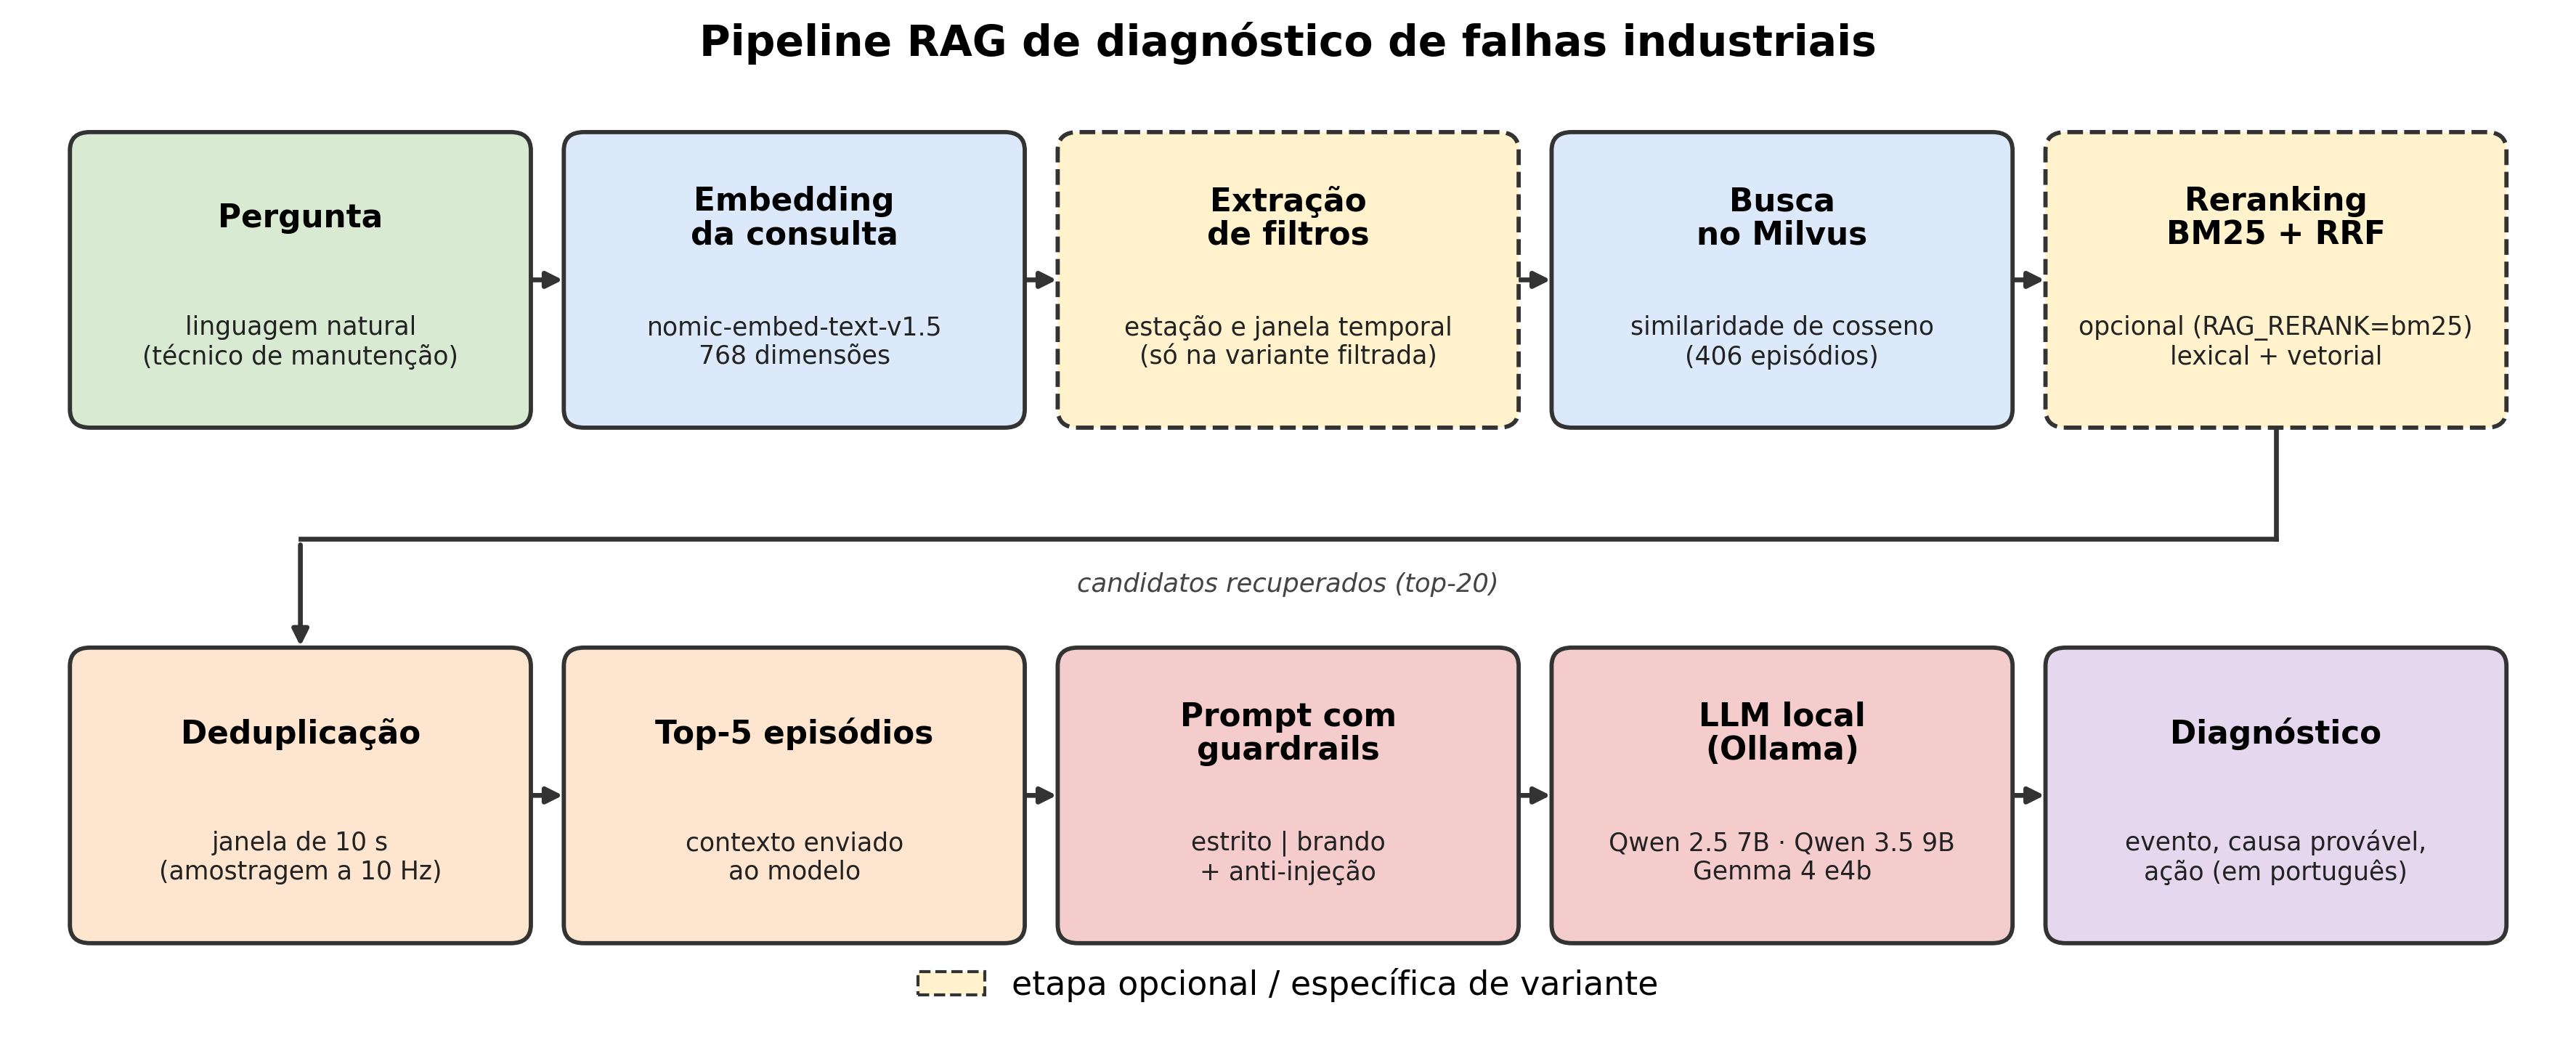 Pipeline RAG de diagnóstico de falhas industriais
Pergunta
linguagem natural
(técnico de manutenção)
Embedding
da consulta
nomic-embed-text-v1.5
768 dimensões
Extração
de filtros
estação e janela temporal
(só na variante filtrada)
Busca
no Milvus
similaridade de cosseno
(406 episódios)
Reranking
BM25 + RRF
opcional (RAG_RERANK=bm25)
lexical + vetorial
candidatos recuperados (top-20)
Deduplicação
janela de 10 s
(amostragem a 10 Hz)
Top-5 episódios
contexto enviado
ao modelo
Prompt com
guardrails
estrito | brando
+ anti-injeção
LLM local
(Ollama)
Qwen 2.5 7B · Qwen 3.5 9B
Gemma 4 e4b
Diagnóstico
evento, causa provável,
ação (em português)
etapa opcional / específica de variante